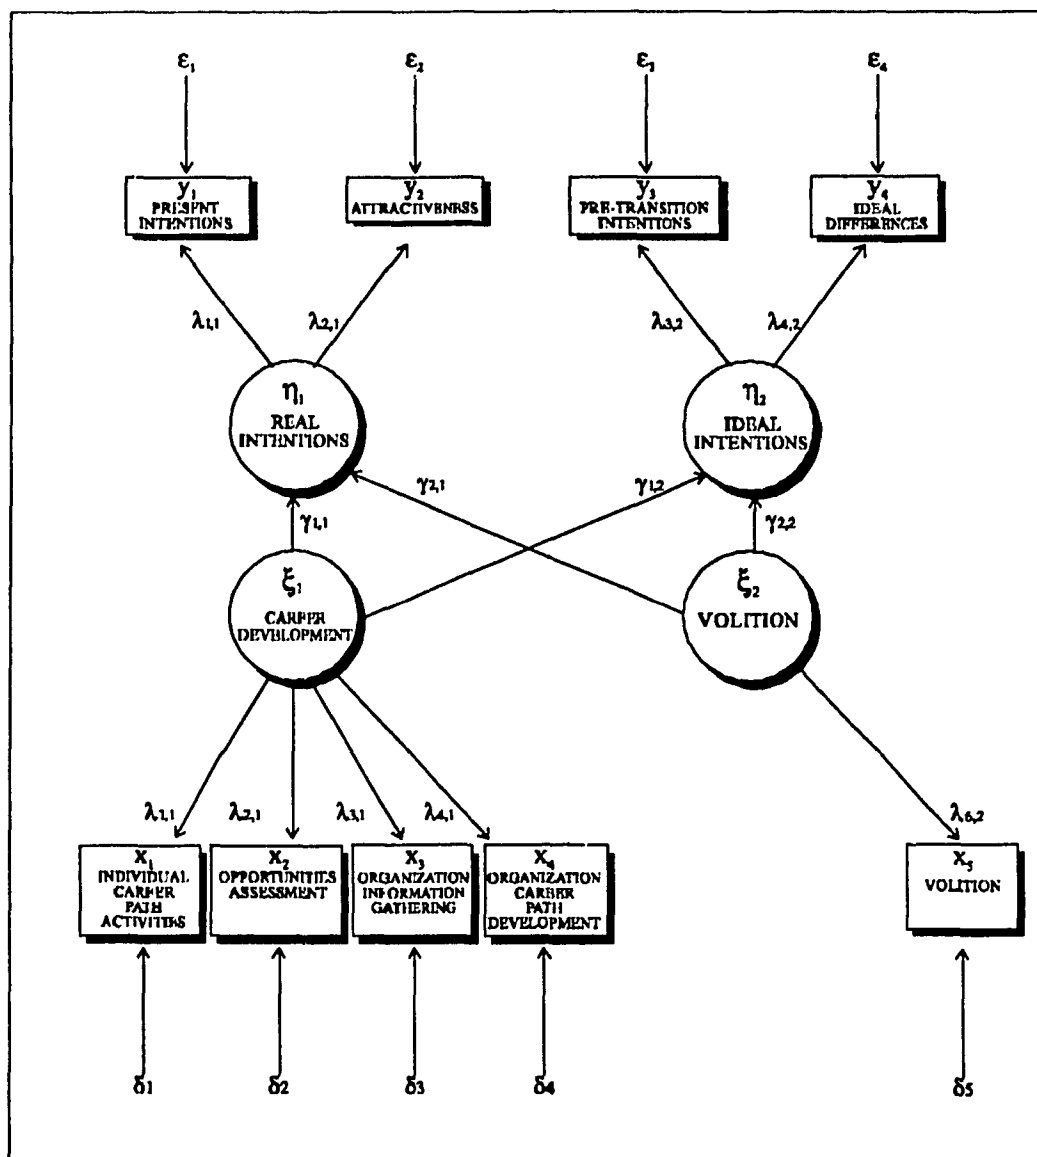 ε₁ ε₂ ε₃ ε₄
y₁
PRESENT
INTENTIONS
y₂
ATTRACTIVENESS
y₃
PRE-TRANSITION
INTENTIONS
y₄
IDEAL
DIFFERENCES
λ1,1 λ2,1 λ3,2 λ4,2
η₁
REAL
INTENTIONS
η₂
IDEAL
INTENTIONS
γ2,1 γ1,2
γ1,1 γ2,2
ξ₁
CAREER
DEVELOPMENT
ξ₂
VOLITION
λ1,1 λ2,1 λ3,1 λ4,1 λ6,2
x₁
INDIVIDUAL
CAREER
PATH
ACTIVITIES
x₂
OPPORTUNITIES
ASSESSMENT
x₃
ORGANIZATION
INFORMATION
GATHERING
x₄
ORGANIZATION
CAREER
PATH
DEVELOPMENT
x₅
VOLITION
δ1 δ2 δ3 δ4 δ5